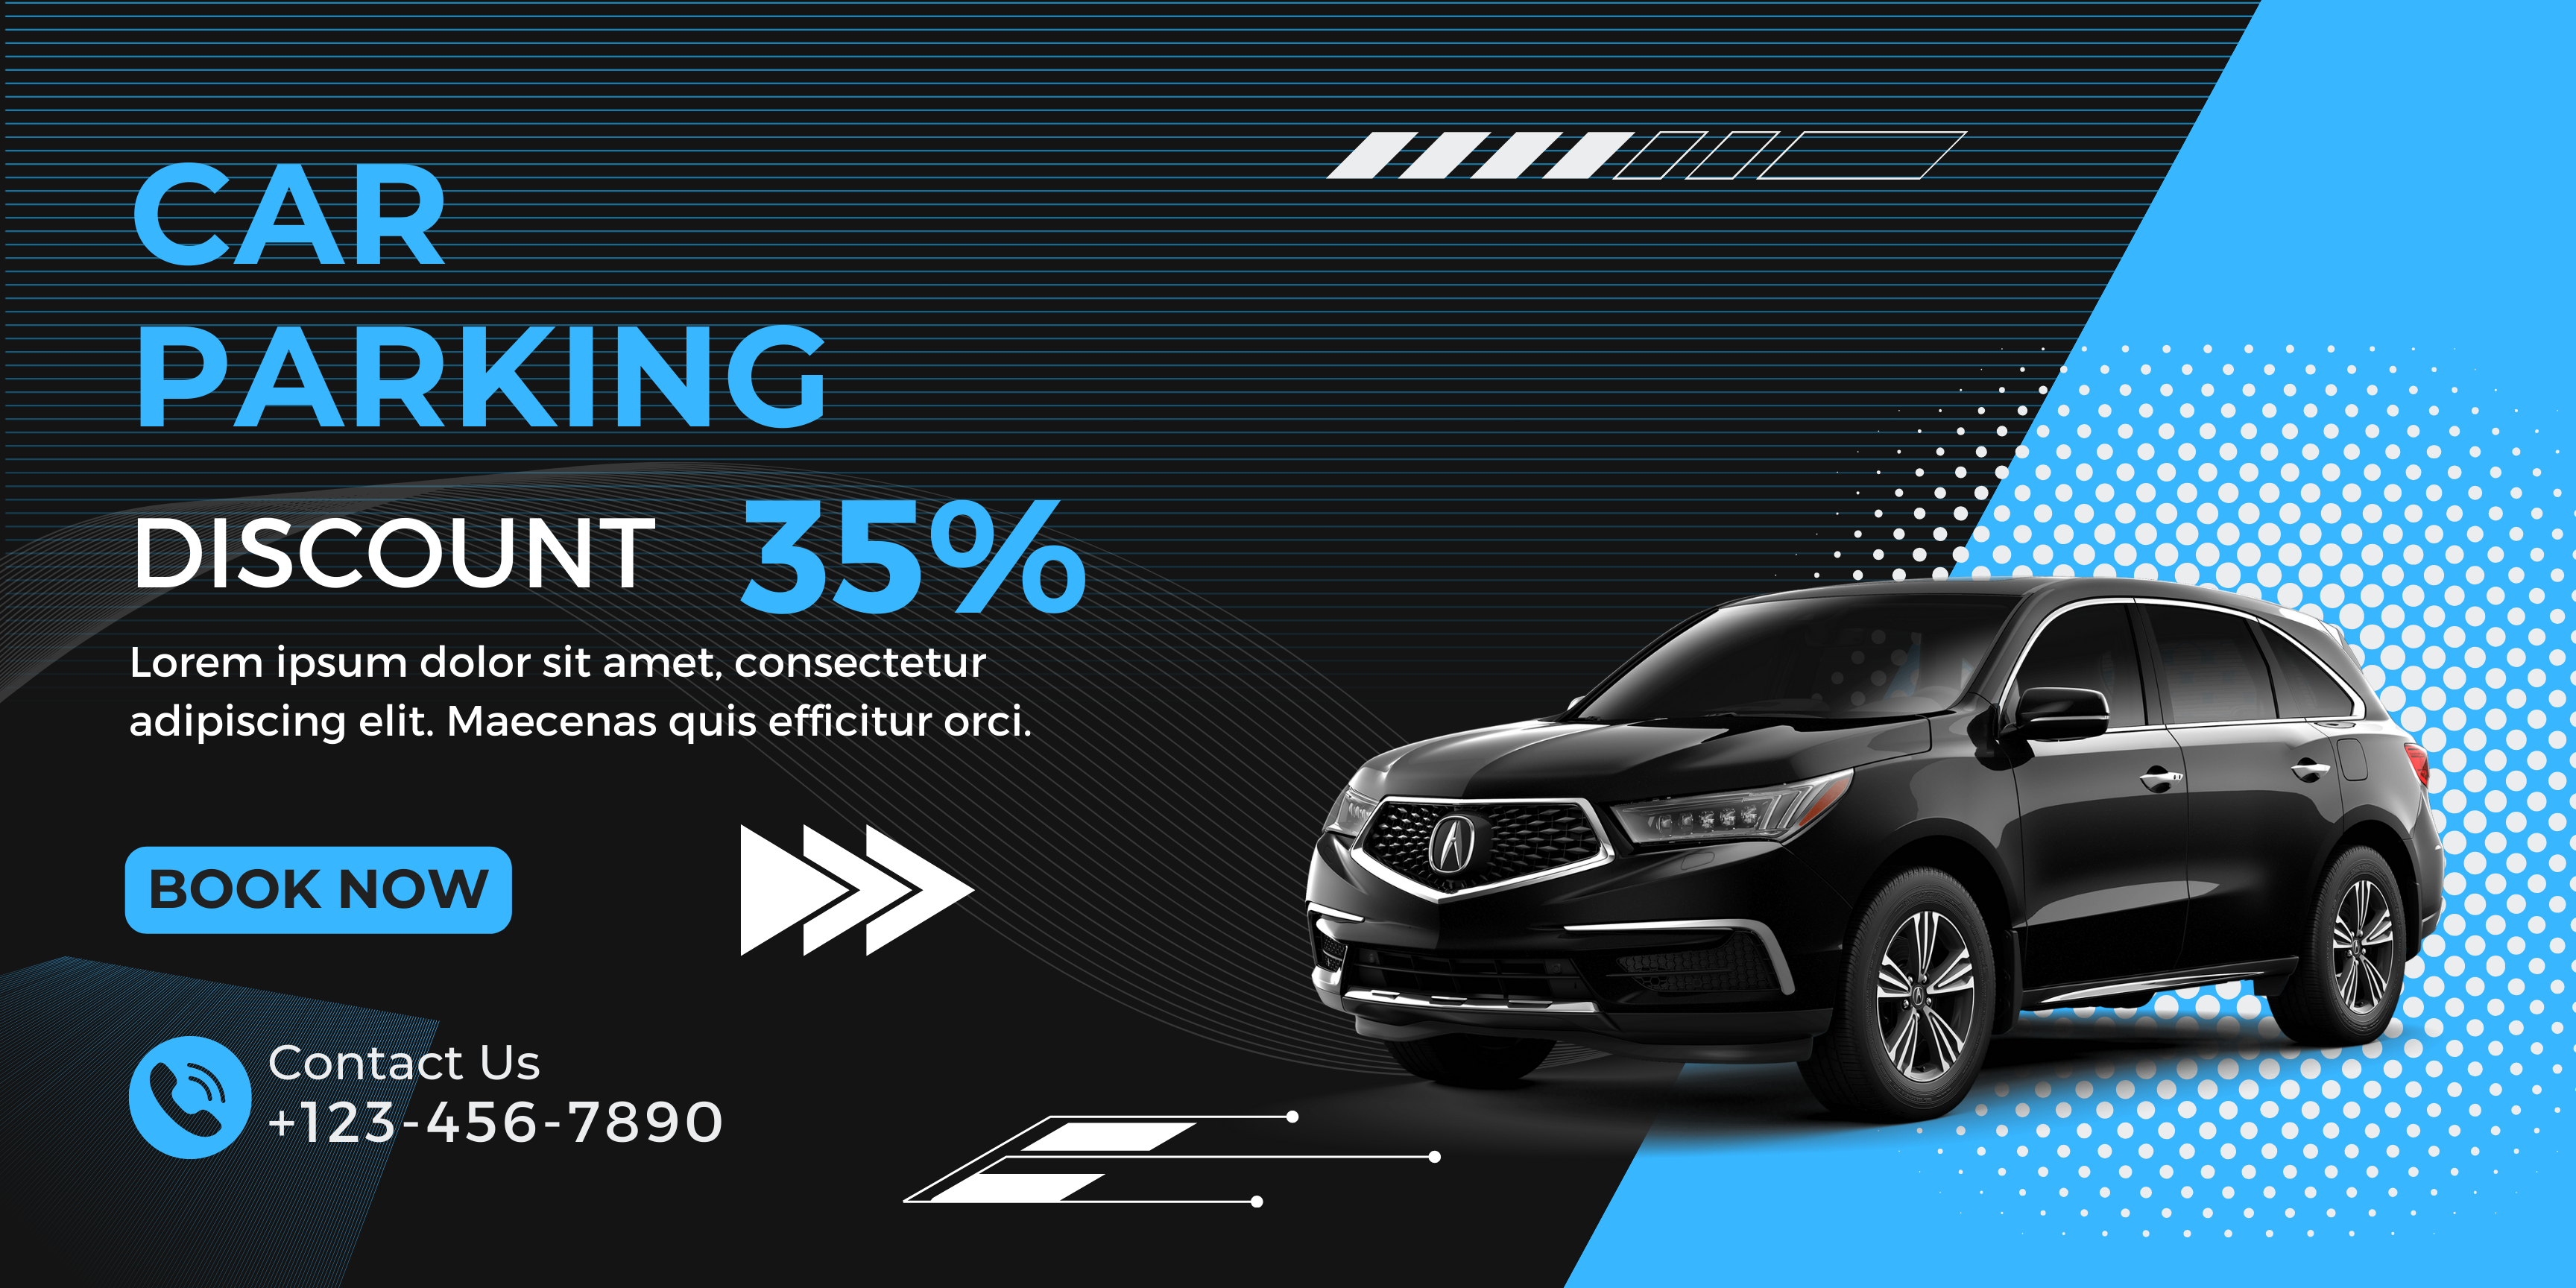 CAR
PARKING
DISCOUNT 35%
Lorem ipsum dolor sit amet, consectetur
adipiscing elit. Maecenas quis efficitur orci.
BOOK NOW
Contact Us
+123-456-7890